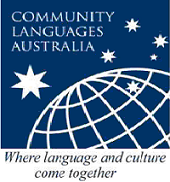 COMMUNITY
LANGUAGES
AUSTRALIA
Where language and culture
come together